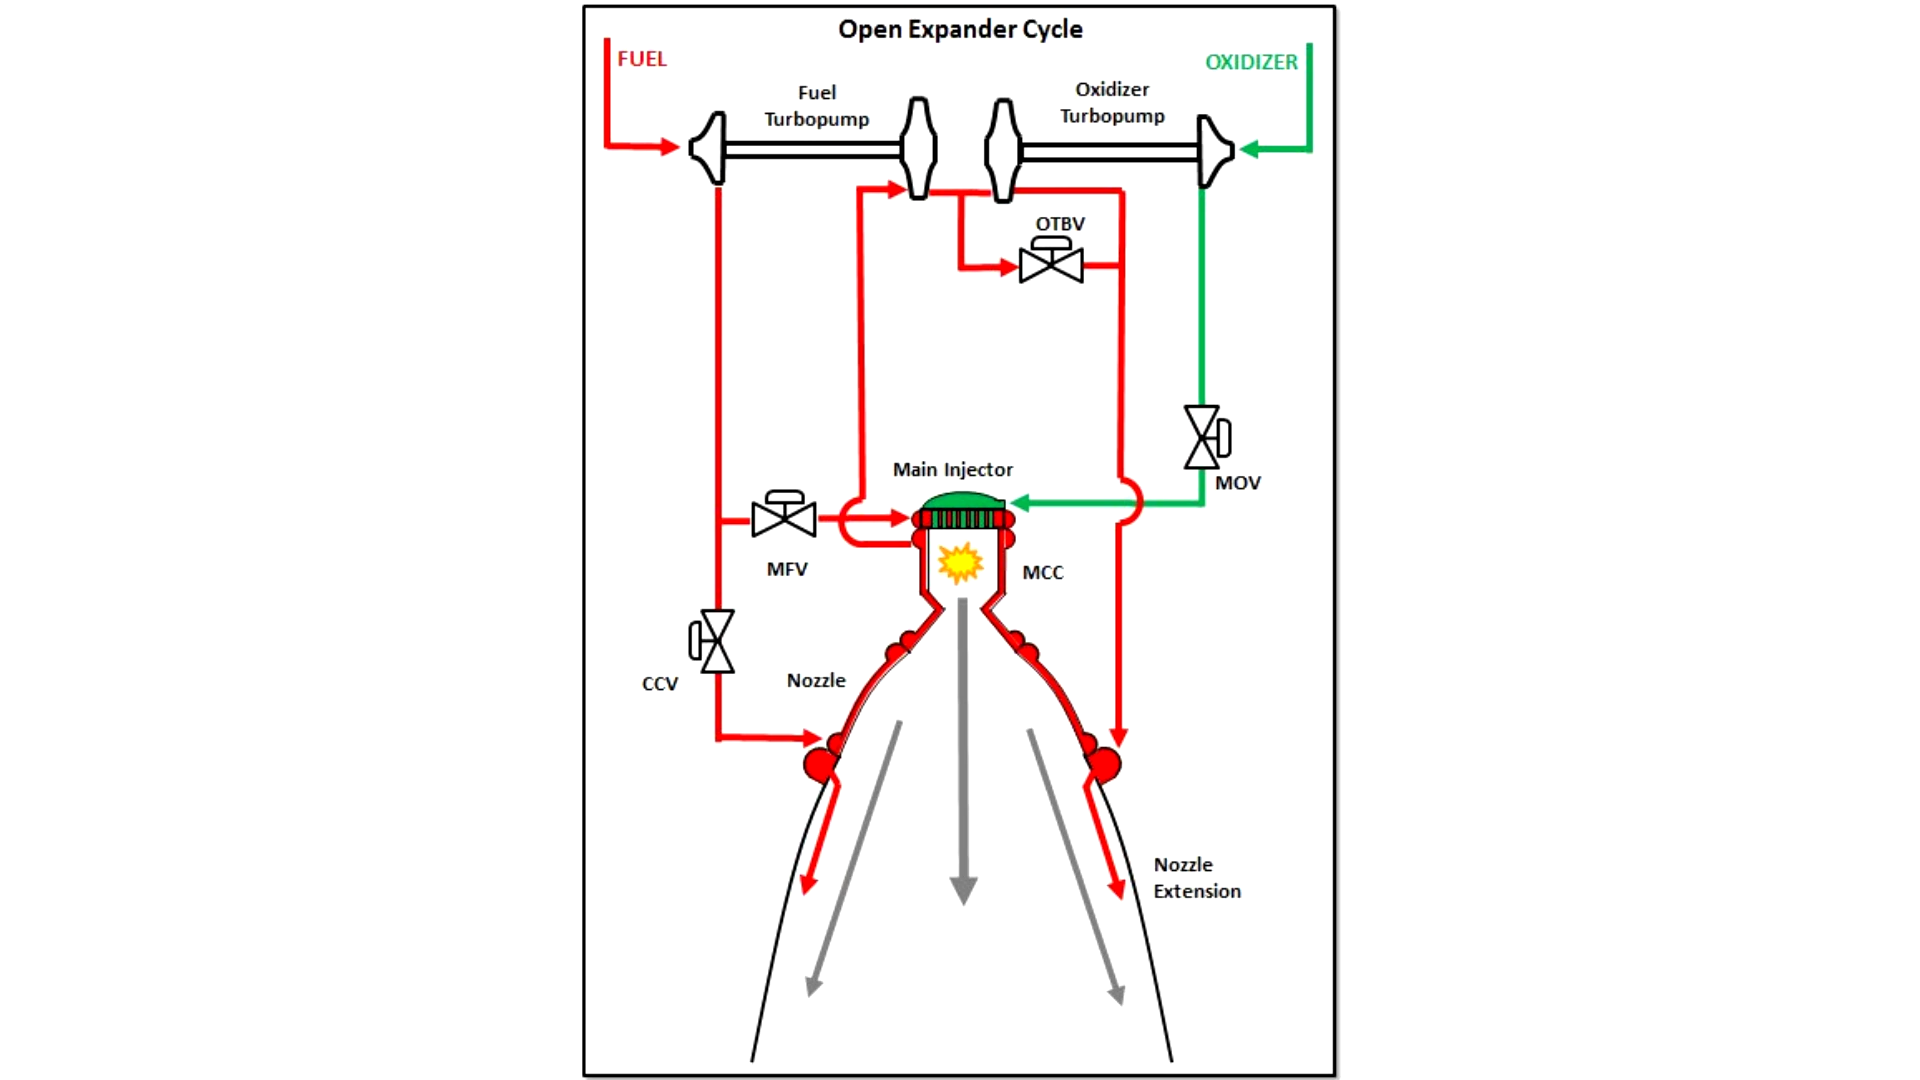 Open Expander Cycle
FUEL
OXIDIZER
Fuel
Turbopump
Oxidizer
Turbopump
OTBV
Main Injector
MOV
MFV
MCC
CCV
Nozzle
Nozzle
Extension